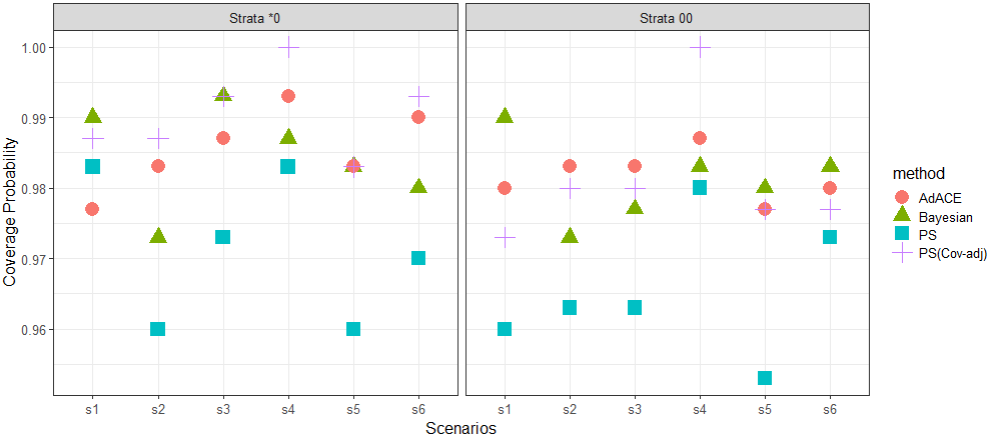 Strata *0
Strata 00
Coverage Probability
1.00
0.99
0.98
0.97
0.96
s1 s2 s3 s4 s5 s6
s1 s2 s3 s4 s5 s6
Scenarios
method
AdACE
Bayesian
PS
PS(Cov-adj)